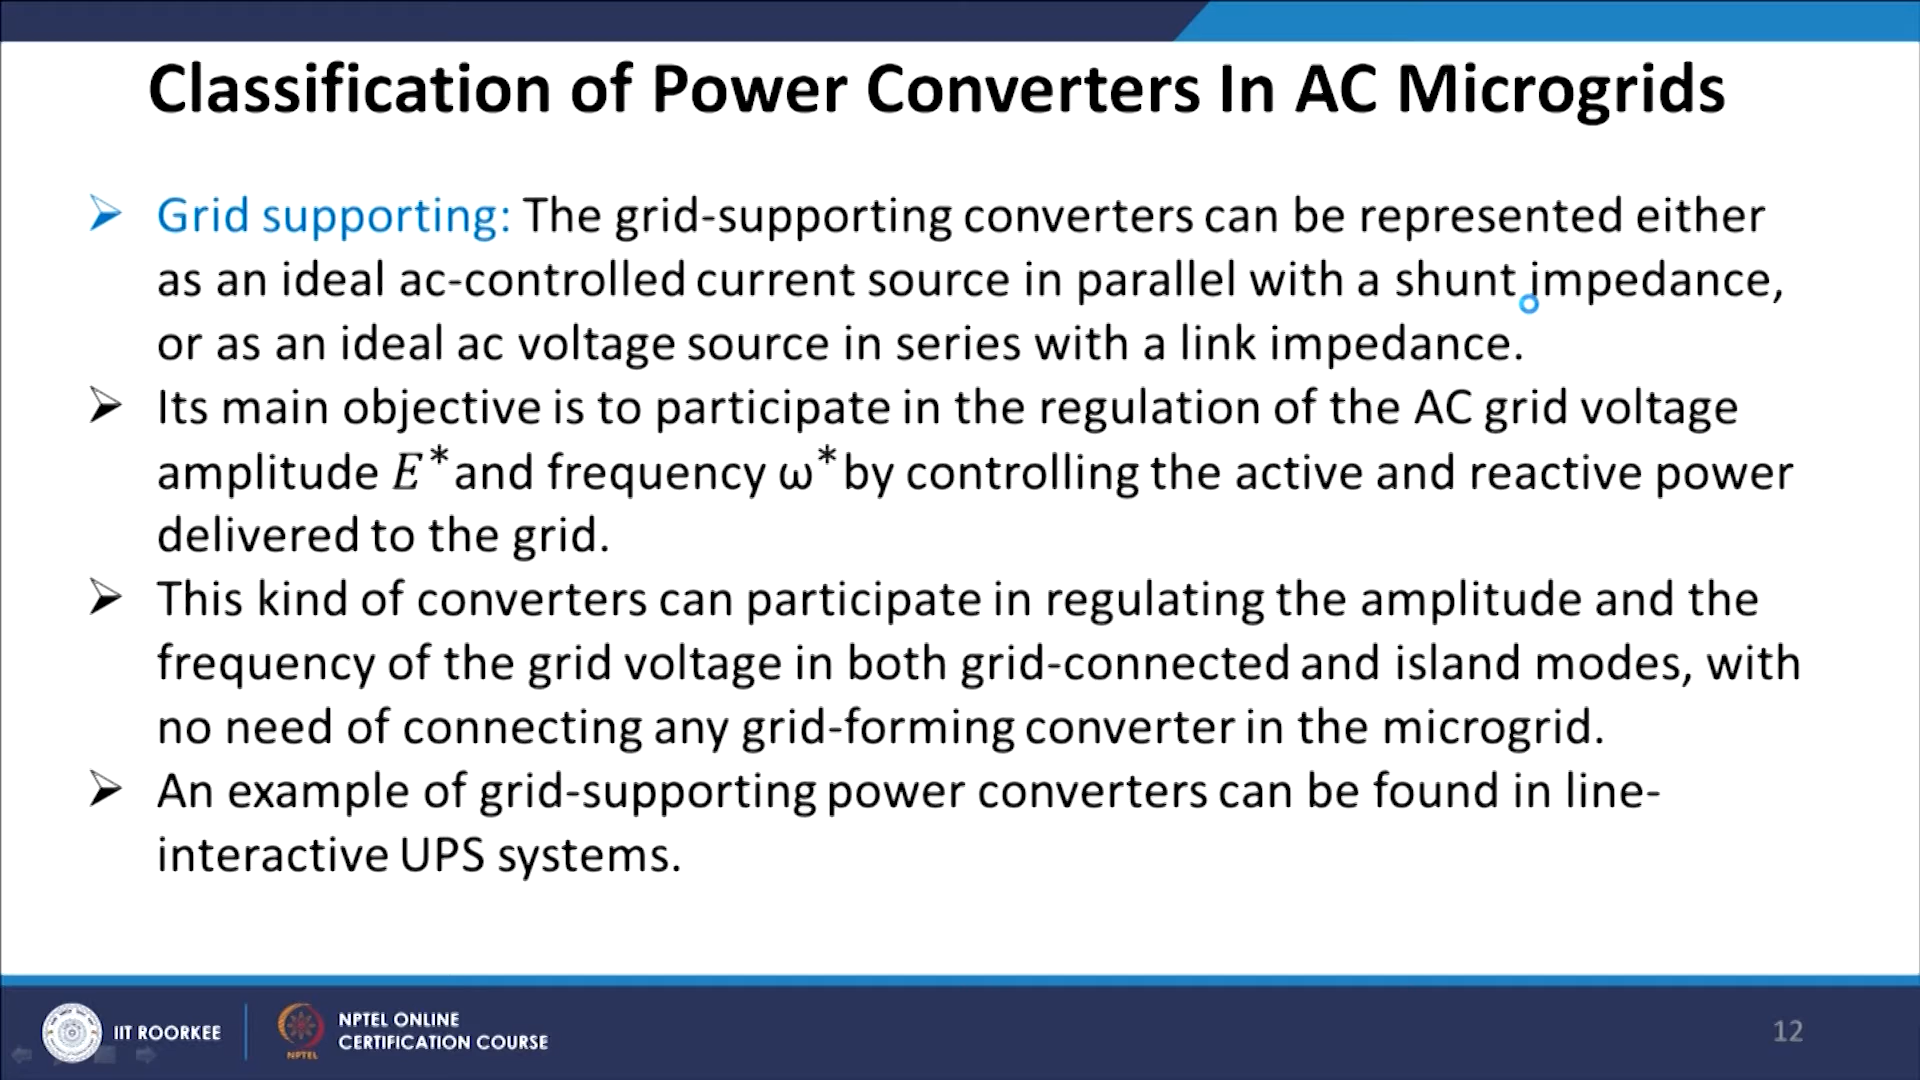 Classification of Power Converters In AC Microgrids
Grid supporting: The grid-supporting converters can be represented either
as an ideal ac-controlled current source in parallel with a shunt impedance,
or as an ideal ac voltage source in series with a link impedance.
Its main objective is to participate in the regulation of the AC grid voltage
amplitude E* and frequency ω* by controlling the active and reactive power
delivered to the grid.
This kind of converters can participate in regulating the amplitude and the
frequency of the grid voltage in both grid-connected and island modes, with
no need of connecting any grid-forming converter in the microgrid.
An example of grid-supporting power converters can be found in line-
interactive UPS systems.
IIT ROORKEE
NPTEL
NPTEL ONLINE
CERTIFICATION COURSE
12